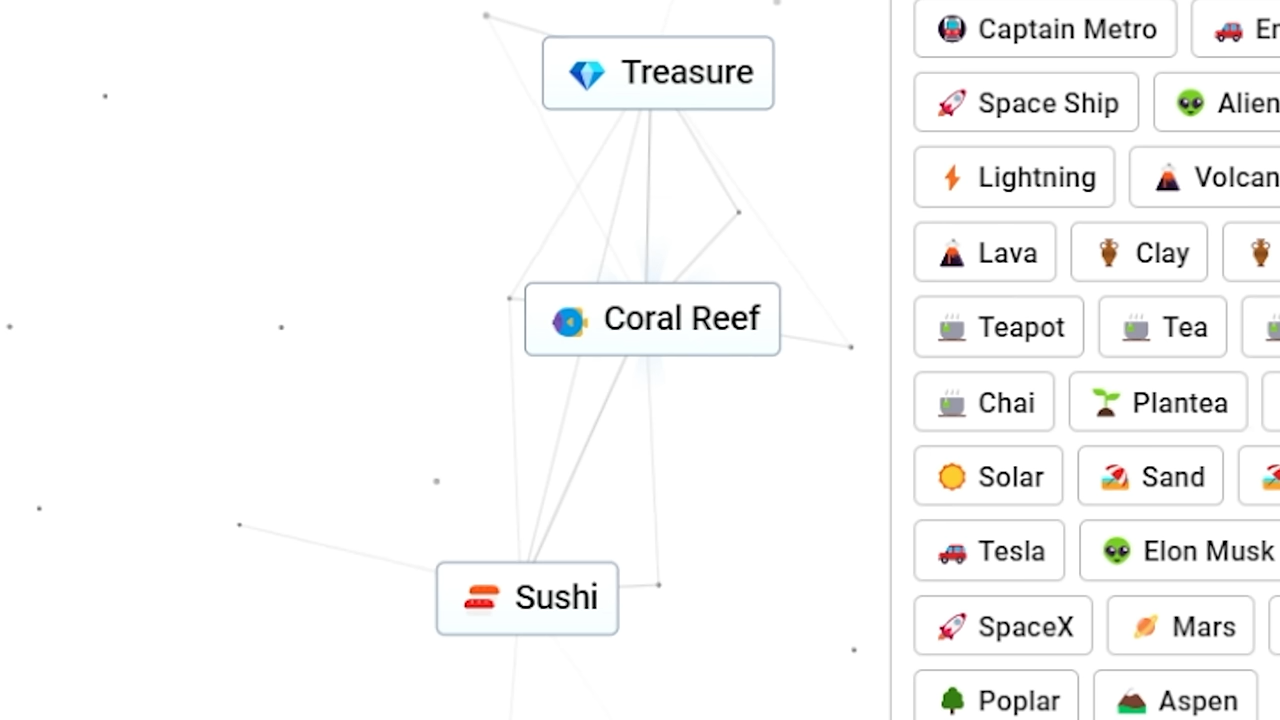 Treasure
Coral Reef
Sushi
Captain Metro
Space Ship Alien
Lightning
Lava Clay
Teapot Tea
Chai Plantea
Solar Sand
Tesla Elon Musk
SpaceX Mars
Poplar Aspen